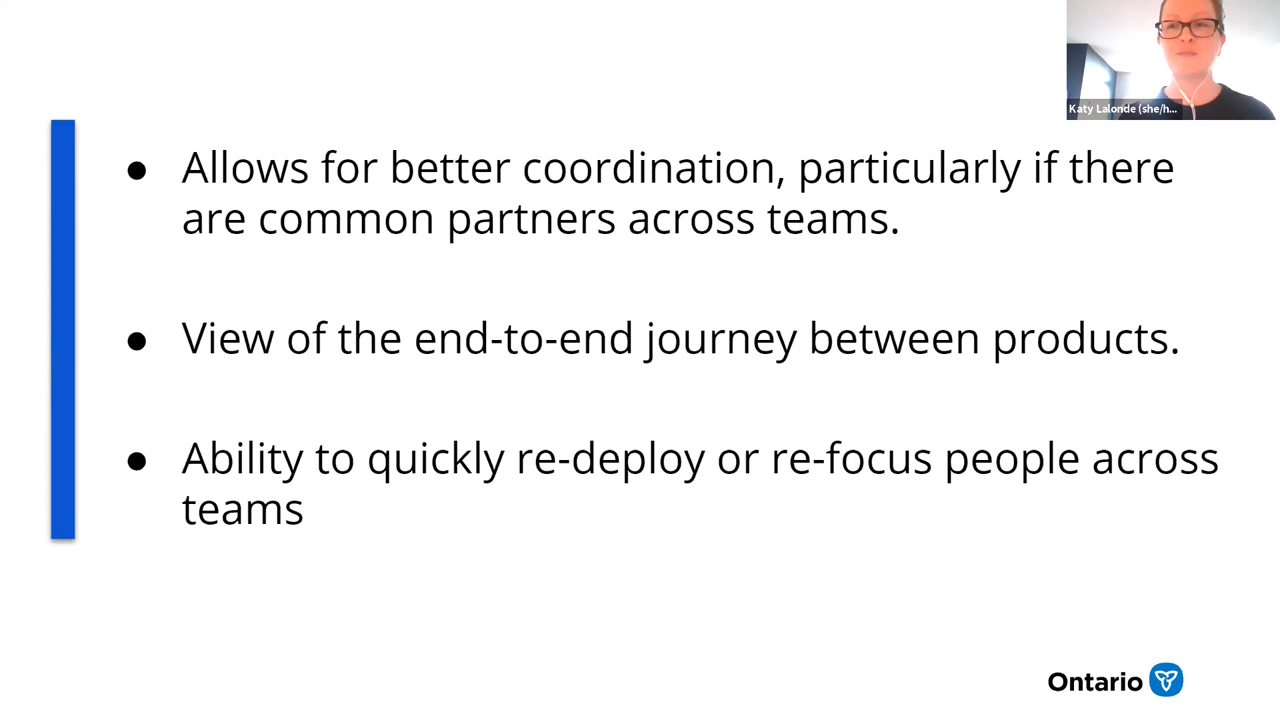 Katy Lalonde (she/h...
● Allows for better coordination, particularly if there
are common partners across teams.
● View of the end-to-end journey between products.
● Ability to quickly re-deploy or re-focus people across
teams
Ontario